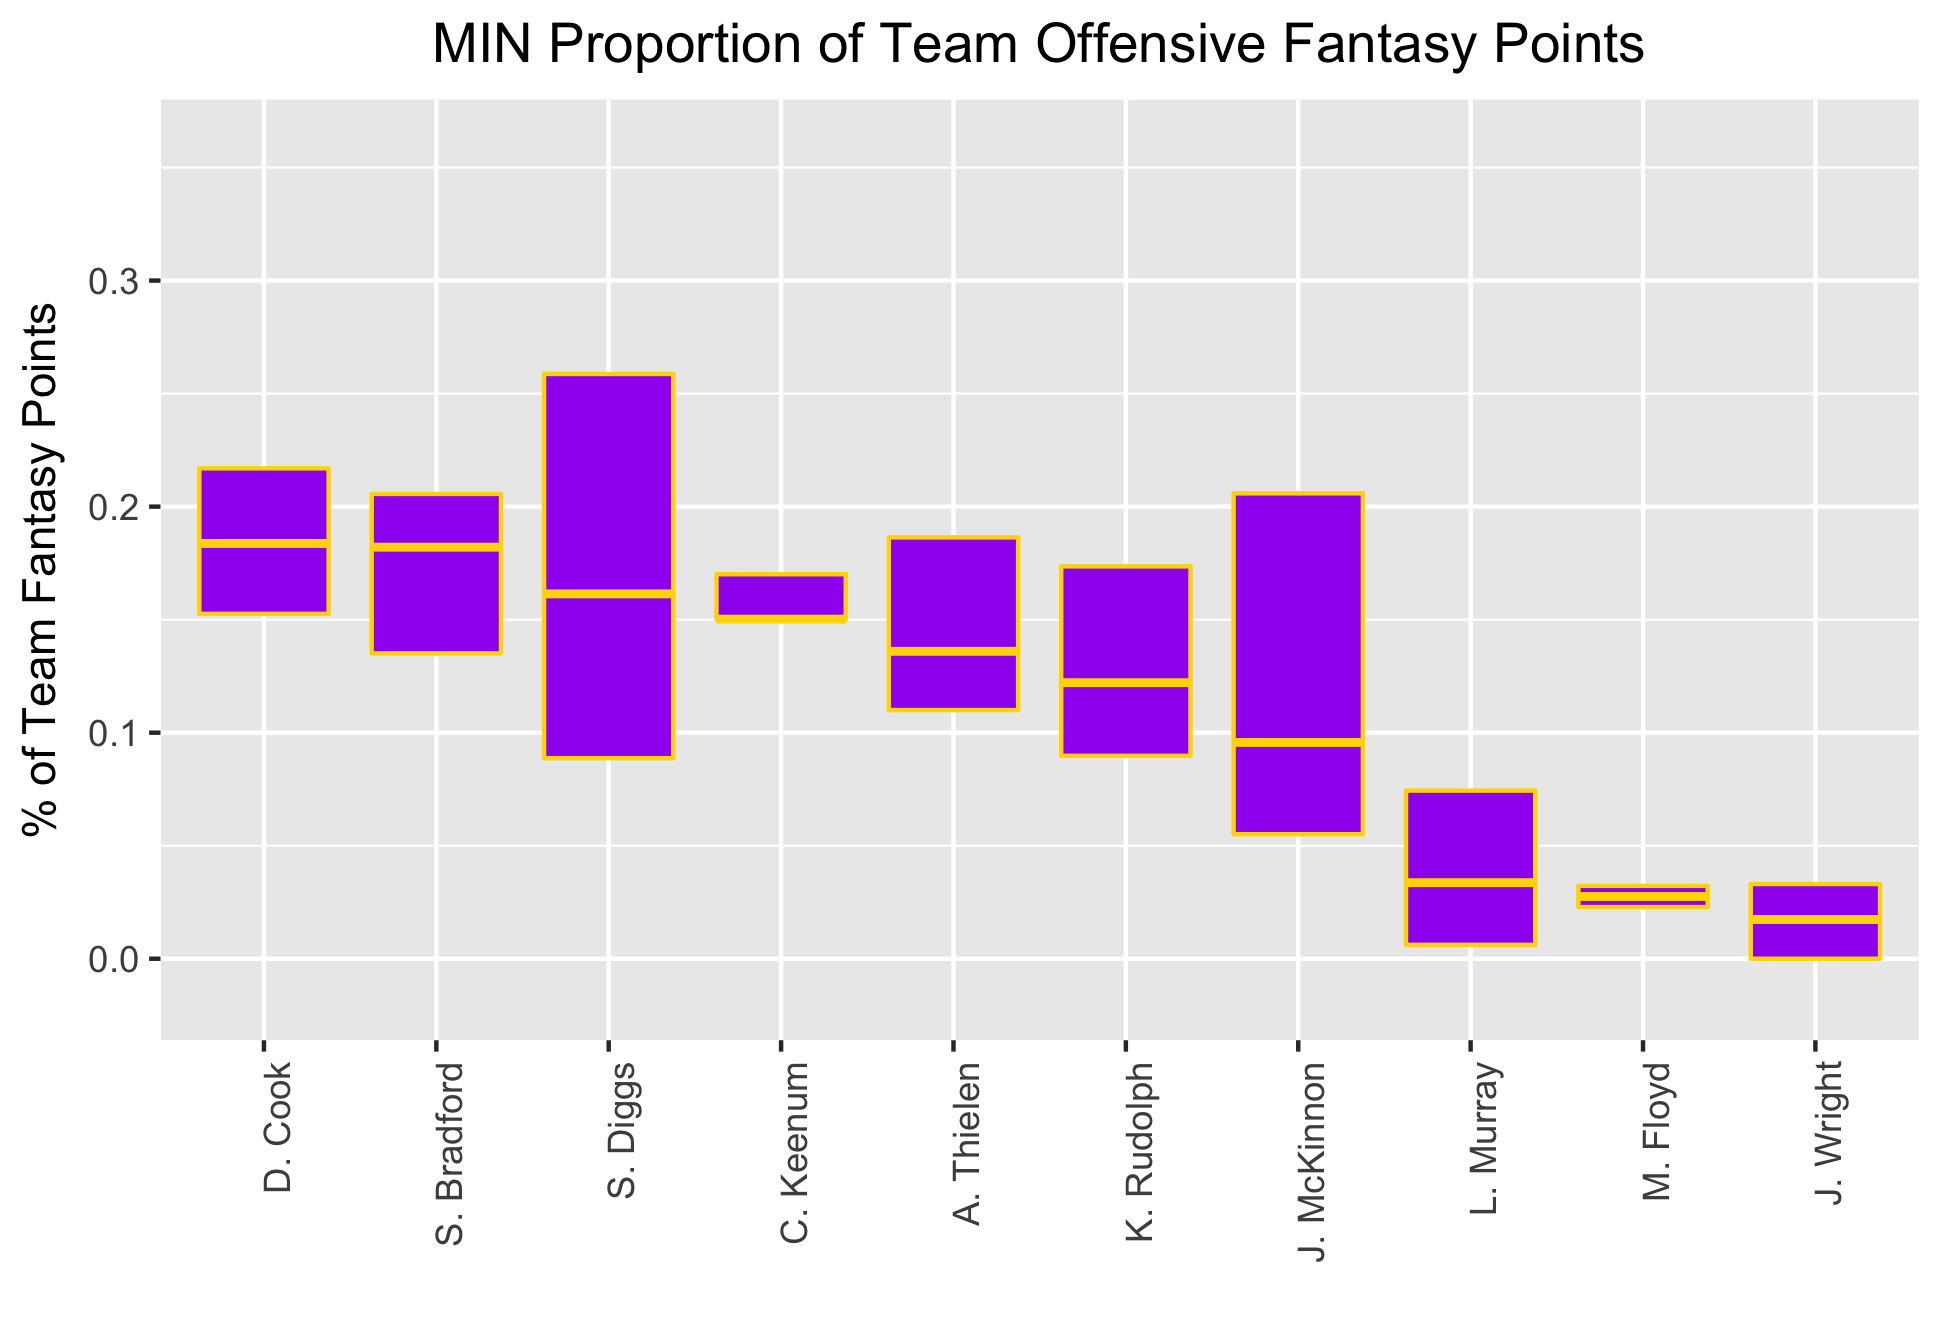 MIN Proportion of Team Offensive Fantasy Points
% of Team Fantasy Points
0.3
0.2
0.1
0.0
D. Cook
S. Bradford
S. Diggs
C. Keenum
A. Thielen
K. Rudolph
J. McKinnon
L. Murray
M. Floyd
J. Wright